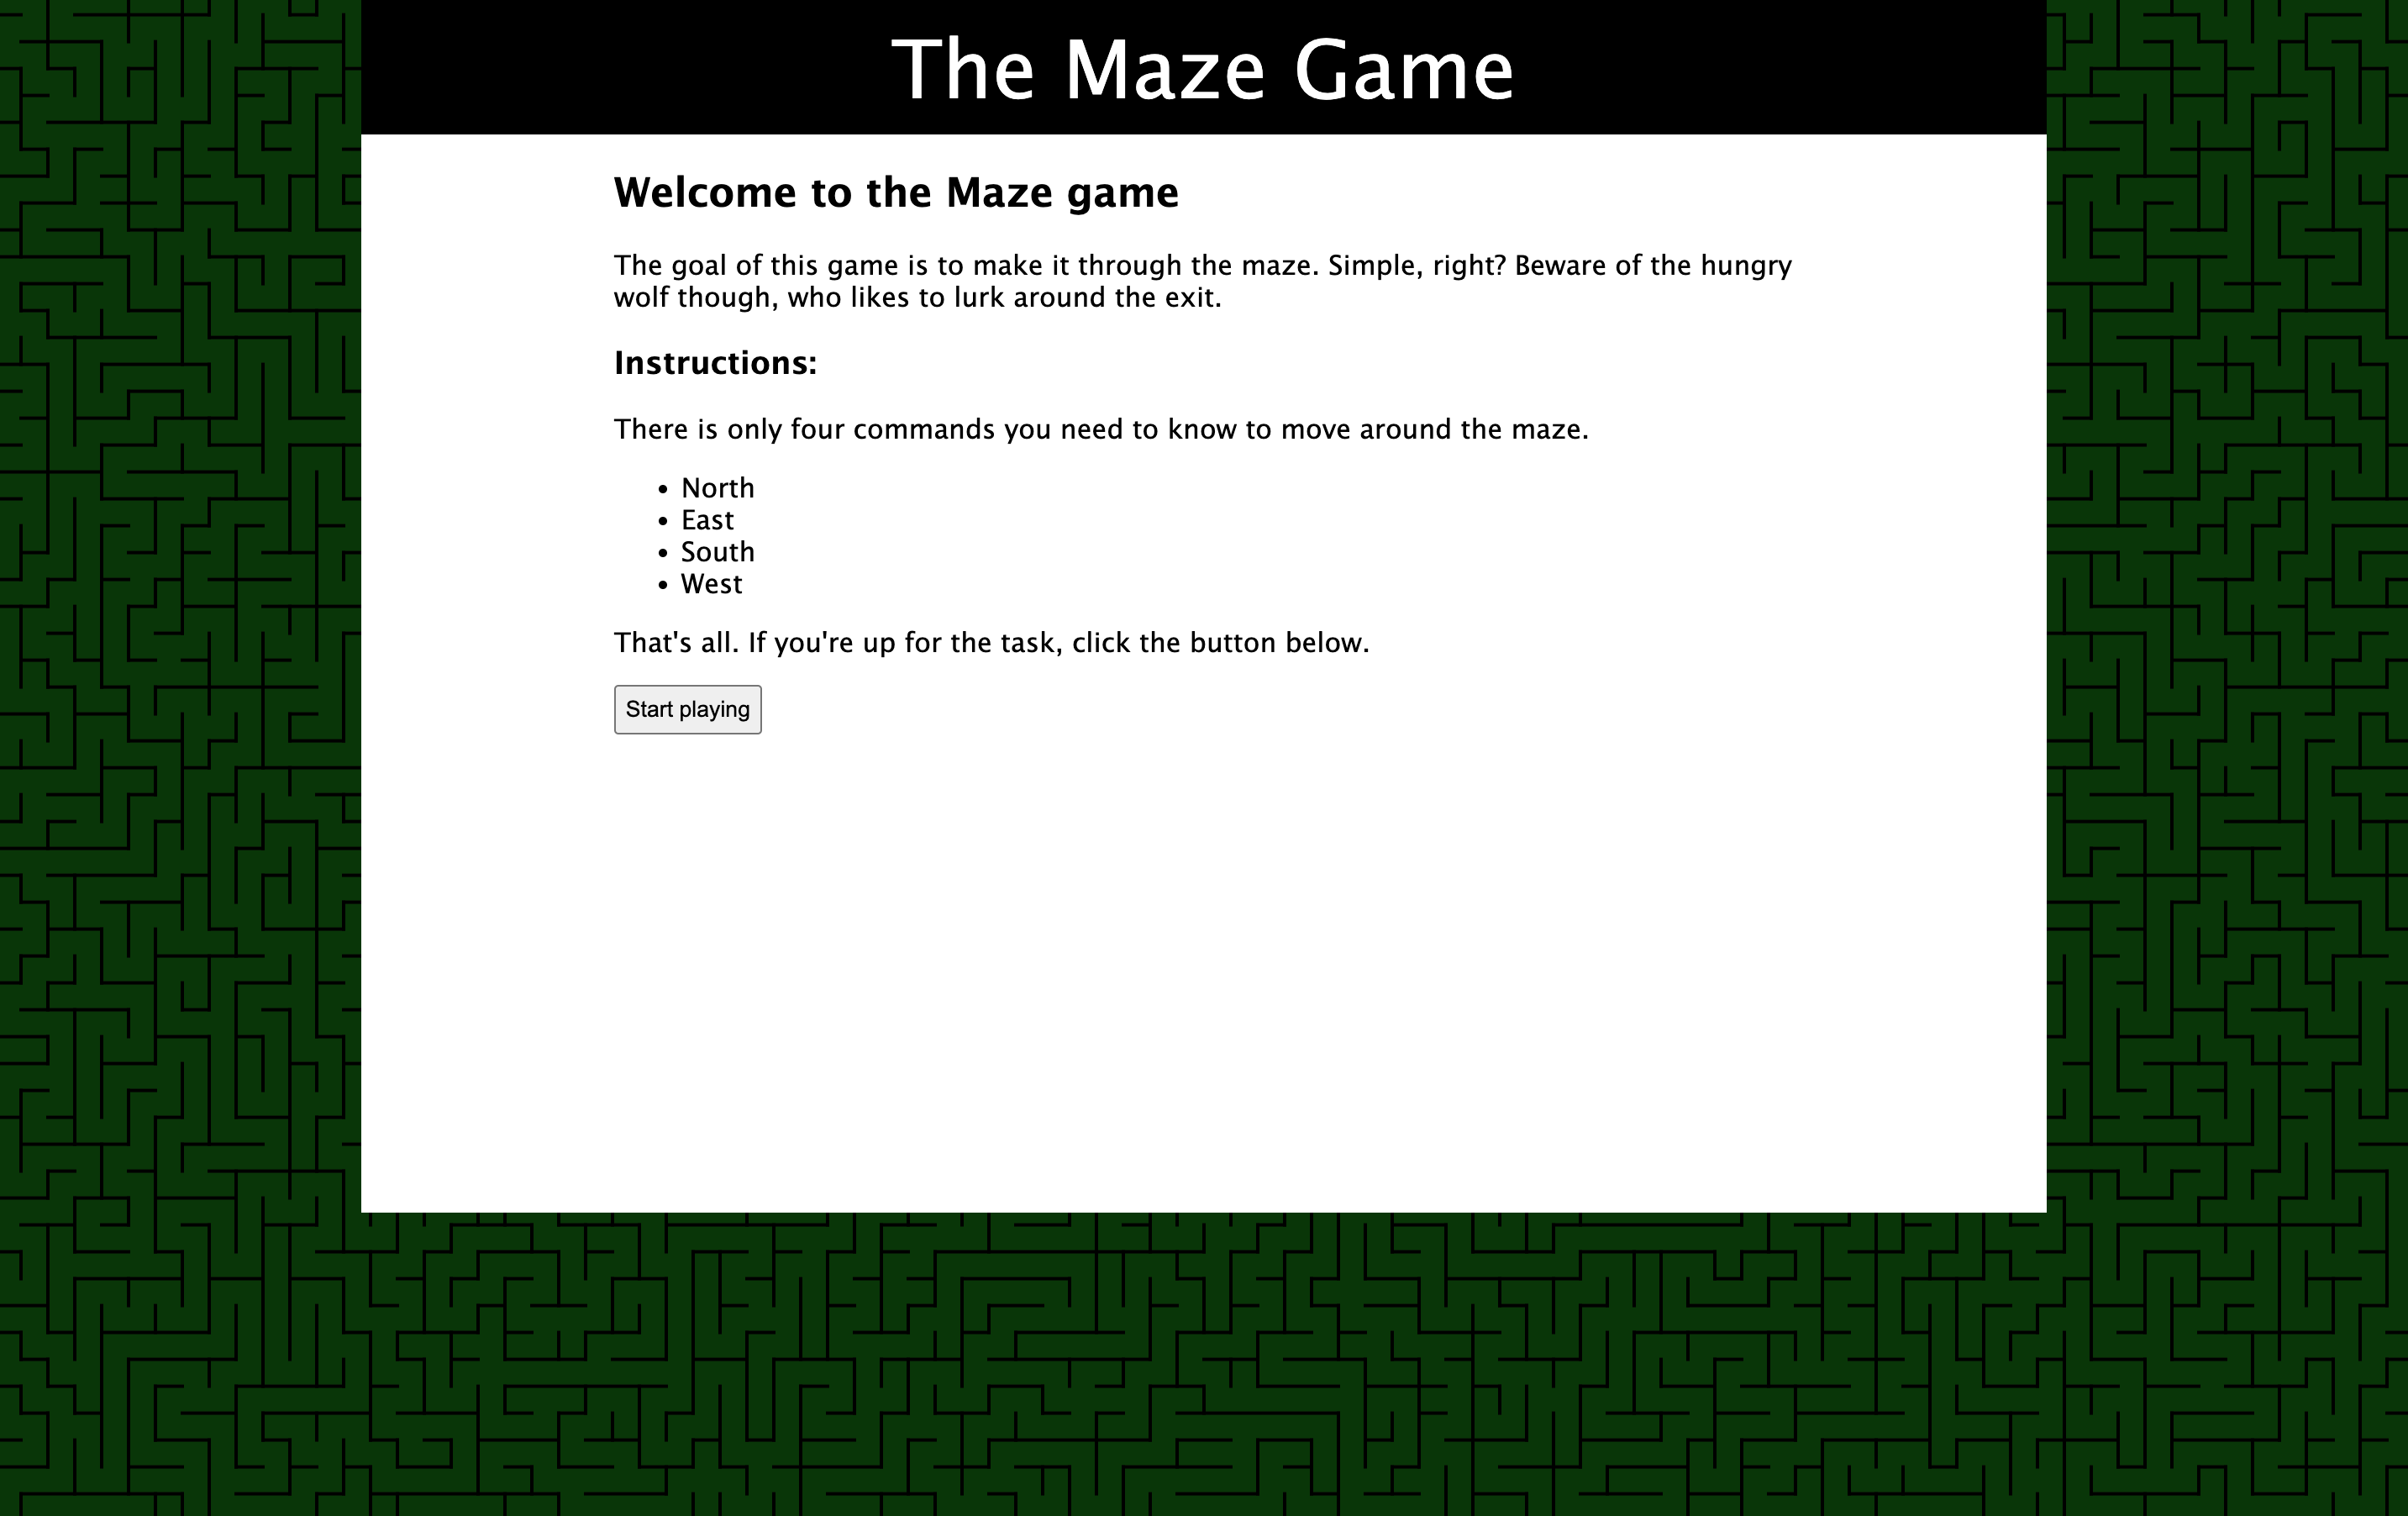 The Maze Game
Welcome to the Maze game
The goal of this game is to make it through the maze. Simple, right? Beware of the hungry
wolf though, who likes to lurk around the exit.
Instructions:
There is only four commands you need to know to move around the maze.
• North
• East
• South
• West
That's all. If you're up for the task, click the button below.
Start playing